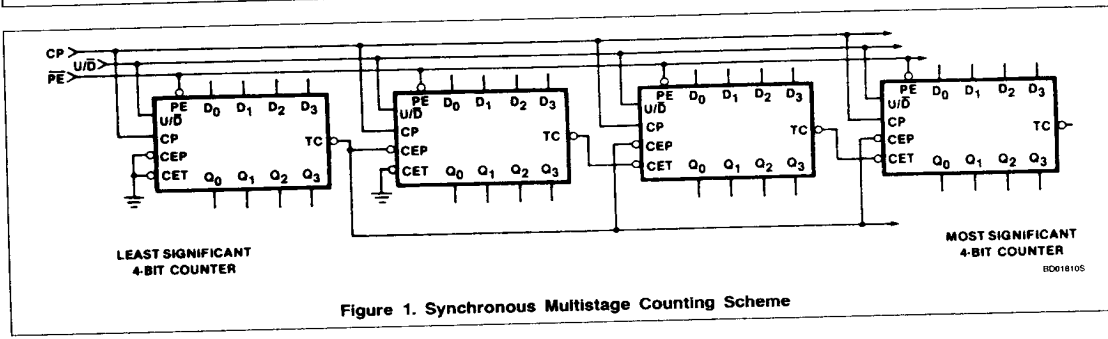 CP
U/D̅
P̅E̅
PE D0 D1 D2 D3
U/D̅
CP
CEP
CET
TC
Q0 Q1 Q2 Q3
PE D0 D1 D2 D3
U/D̅
CP
CEP
CET
TC
Q0 Q1 Q2 Q3
PE D0 D1 D2 D3
U/D̅
CP
CEP
CET
TC
Q0 Q1 Q2 Q3
PE D0 D1 D2 D3
U/D̅
CP
CEP
CET
TC
Q0 Q1 Q2 Q3
LEAST SIGNIFICANT
4-BIT COUNTER
MOST SIGNIFICANT
4-BIT COUNTER
BD01810S
Figure 1. Synchronous Multistage Counting Scheme